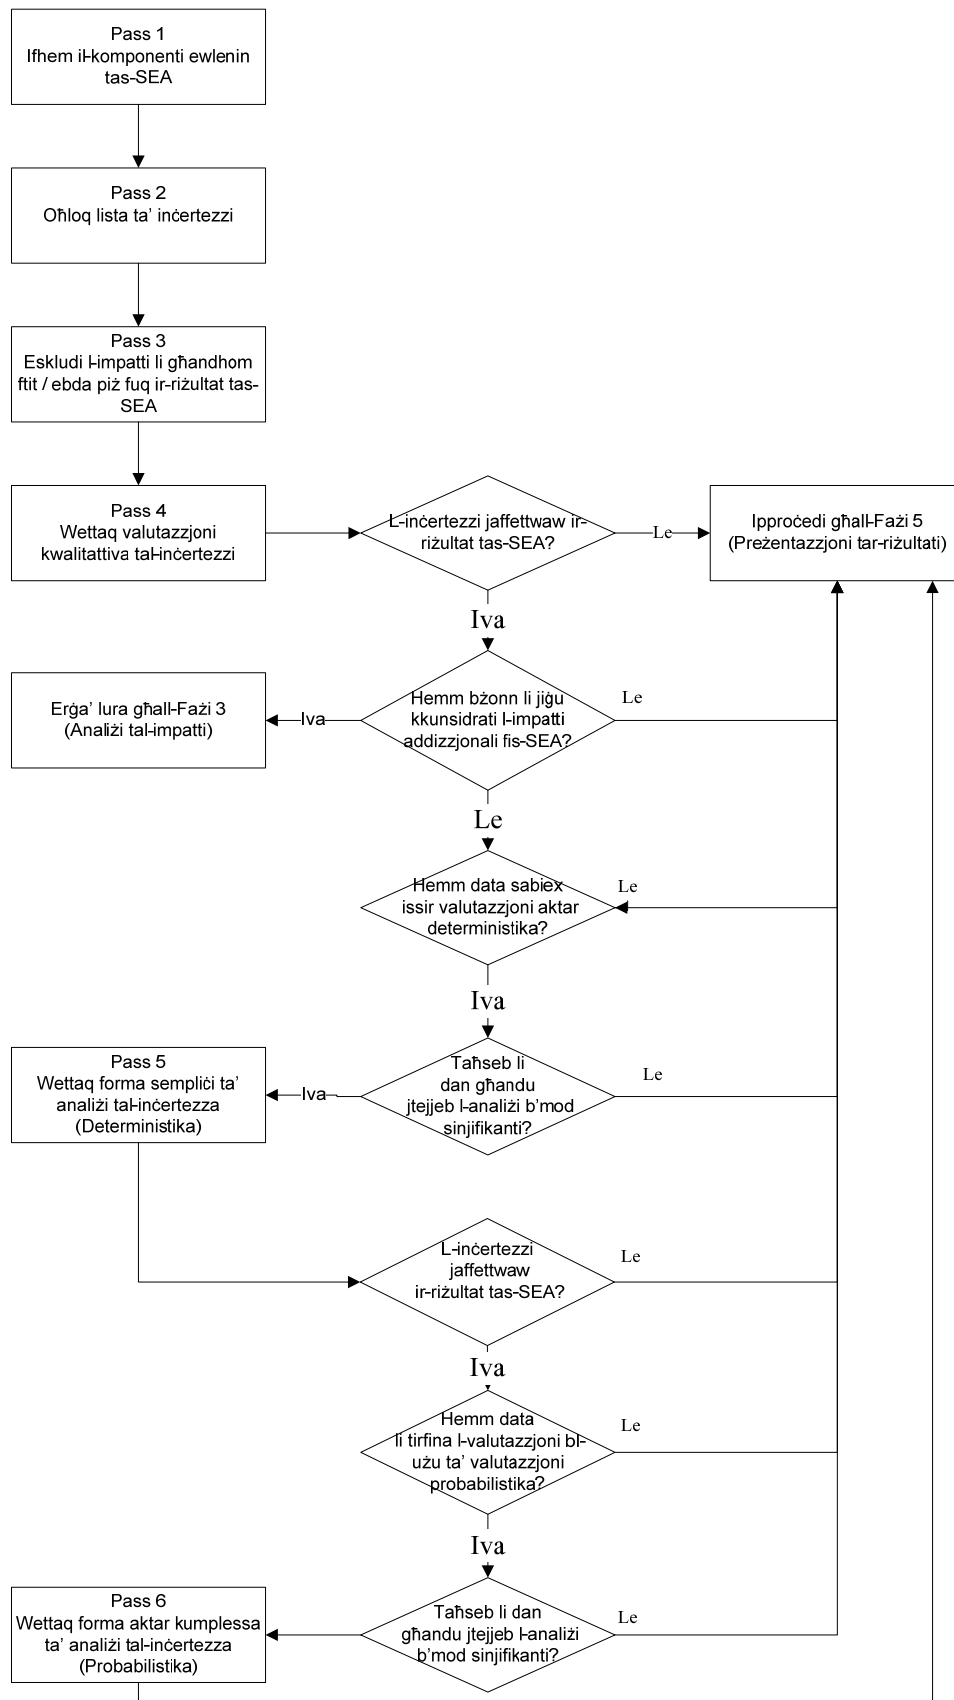 Pass 1
Ifhem il-komponenti ewlenin
tas-SEA
Pass 2
Oħloq lista ta’ inċertezzi
Pass 3
Eskludi l-impatti li għandhom
ftit / ebda piż fuq ir-riżultat tas-
SEA
Pass 4
Wettaq valutazzjoni
kwalitattiva tal-inċertezzi
L-inċertezzi jaffettwaw ir-
riżultat tas-SEA?
Le
Ipproċedi għall-Fażi 5
(Preżentazzjoni tar-riżultati)
Iva
Erġa’ lura għall-Fażi 3
(Analiżi tal-impatti)
Iva
Hemm bżonn li jiġu
kkunsidrati l-impatti
addizzjonali fis-SEA?
Le
Le
Hemm data sabiex
issir valutazzjoni aktar
deterministika?
Le
Iva
Pass 5
Wettaq forma sempliċi ta’
analiżi tal-inċertezza
(Deterministika)
Iva
Taħseb li
dan għandu
jtejjeb l-analiżi b’mod
sinjifikanti?
Le
L-inċertezzi
jaffettwaw
ir-riżultat tas-SEA?
Le
Iva
Hemm data
li tirfina l-valutazzjoni bl-
użu ta’ valutazzjoni
probabilistika?
Le
Iva
Pass 6
Wettaq forma aktar kumplessa
ta’ analiżi tal-inċertezza
(Probabilistika)
Taħseb li dan
għandu jtejjeb l-analiżi
b’mod sinjifikanti?
Le